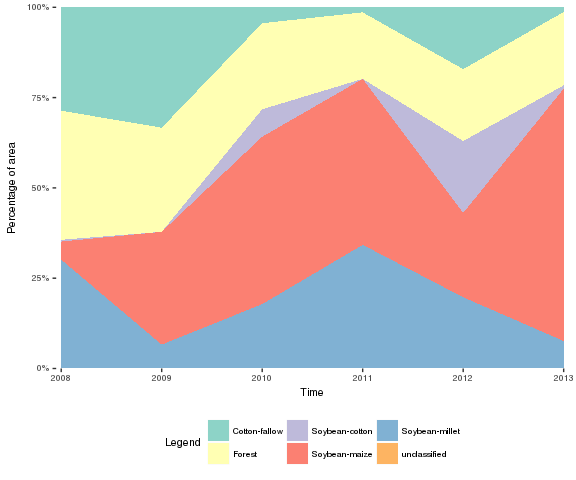 100%
75%
50%
25%
0%
Percentage of area
2008 2009 2010 2011 2012 2013
Time
Legend
Cotton-fallow Soybean-cotton Soybean-millet
Forest Soybean-maize unclassified